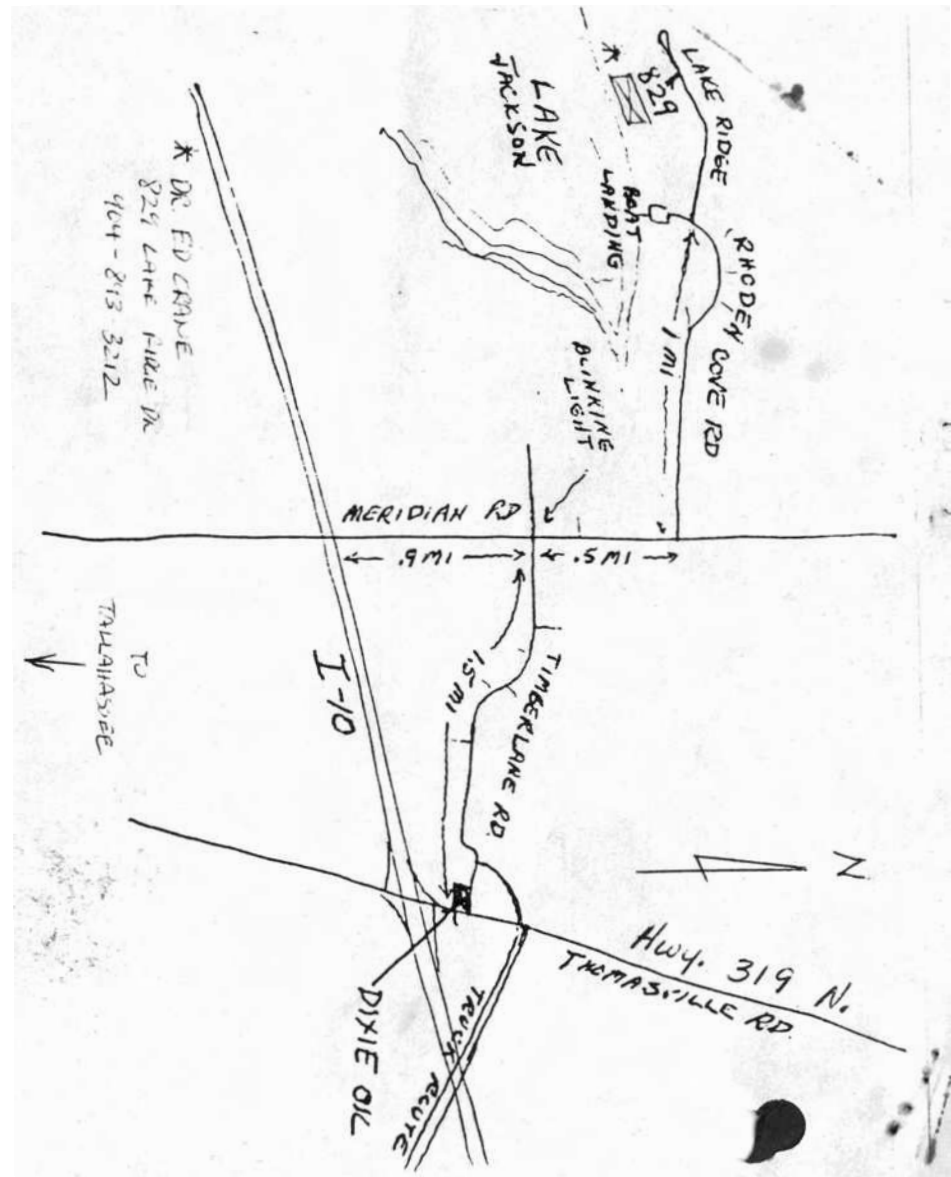 LAKE RIDGE
829
*
LAKE
JACKSON
BOAT
LANDING
RHODEN COVE RD
1 MI
BLINKING
LIGHT
* DR. ED CRANE
829 LAKE RIDGE DR
904-893-3212
MERIDIAN RD
.9 MI
.5 MI
TO
TALLAHASSEE
I-10
1.5 MI
TIMBERLANE RD.
N
Hwy. 319 N.
THOMASVILLE RD.
TRUCK ROUTE
DIXIE OIL